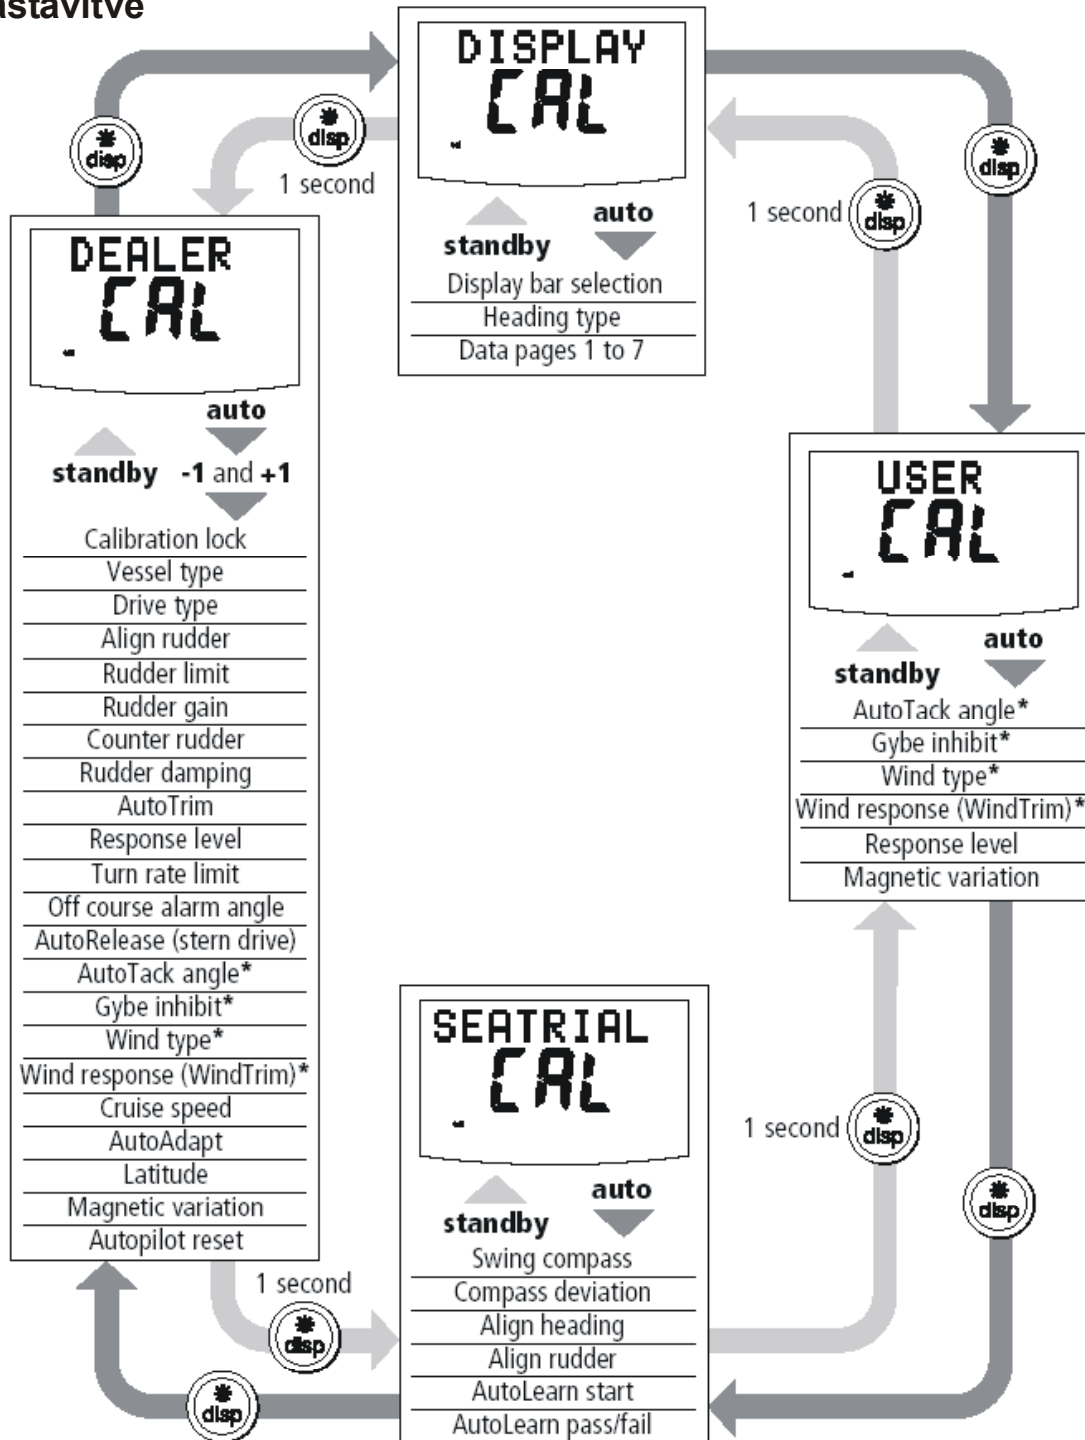 astavitve
DISPLAY
CAL
disp
disp
1 second
disp
1 second
disp
standby
auto
Display bar selection
Heading type
Data pages 1 to 7
DEALER
CAL
auto
standby
-1 and +1
Calibration lock
Vessel type
Drive type
Align rudder
Rudder limit
Rudder gain
Counter rudder
Rudder damping
AutoTrim
Response level
Turn rate limit
Off course alarm angle
AutoRelease (stern drive)
AutoTack angle*
Gybe inhibit*
Wind type*
Wind response (WindTrim)*
Cruise speed
AutoAdapt
Latitude
Magnetic variation
Autopilot reset
USER
CAL
standby
auto
AutoTack angle*
Gybe inhibit*
Wind type*
Wind response (WindTrim)*
Response level
Magnetic variation
SEATRIAL
CAL
standby
auto
Swing compass
Compass deviation
Align heading
Align rudder
AutoLearn start
AutoLearn pass/fail
1 second
disp
disp
1 second
disp
disp